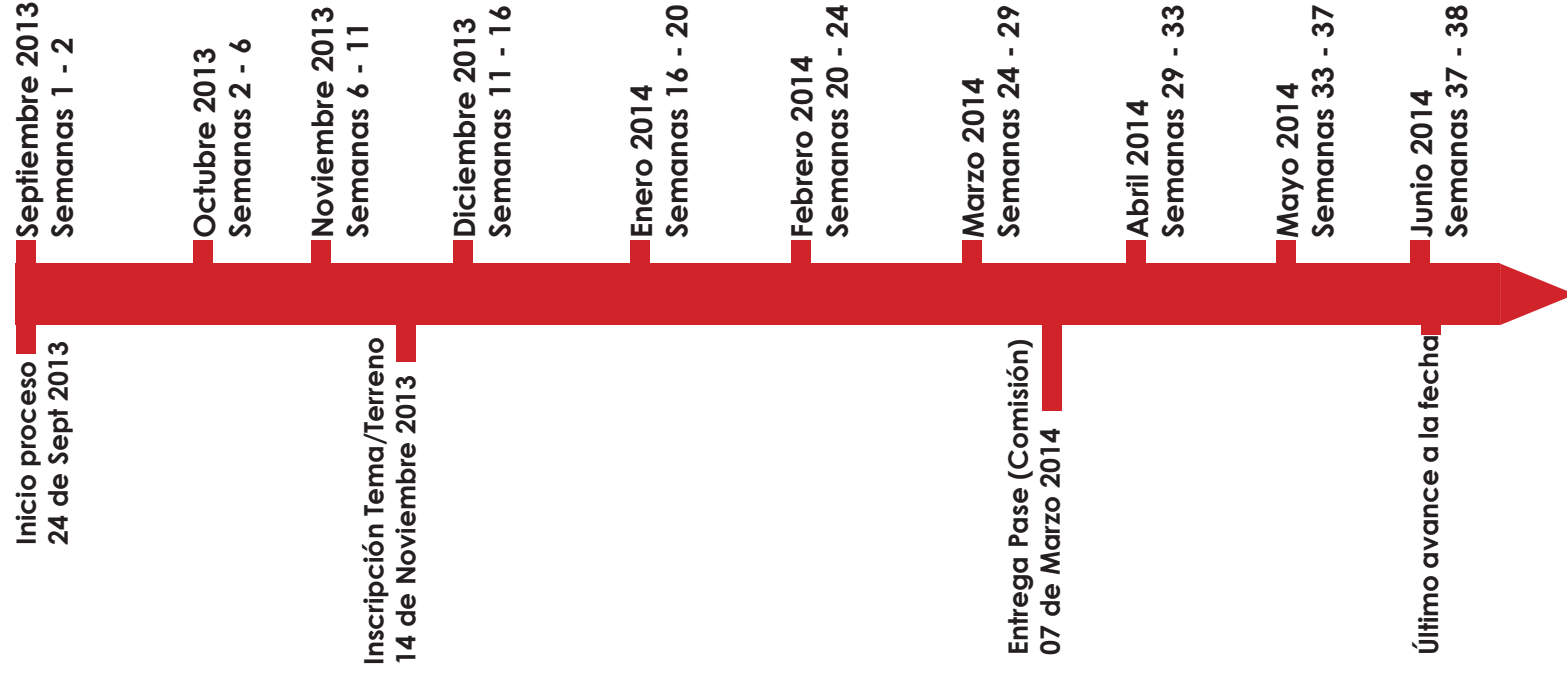 Septiembre 2013
Semanas 1 - 2
Octubre 2013
Semanas 2 - 6
Noviembre 2013
Semanas 6 - 11
Diciembre 2013
Semanas 11 - 16
Enero 2014
Semanas 16 - 20
Febrero 2014
Semanas 20 - 24
Marzo 2014
Semanas 24 - 29
Abril 2014
Semanas 29 - 33
Mayo 2014
Semanas 33 - 37
Junio 2014
Semanas 37 - 38
Inicio proceso
24 de Sept 2013
Inscripción Tema/Terreno
14 de Noviembre 2013
Entrega Pase (Comisión)
07 de Marzo 2014
Último avance a la fecha